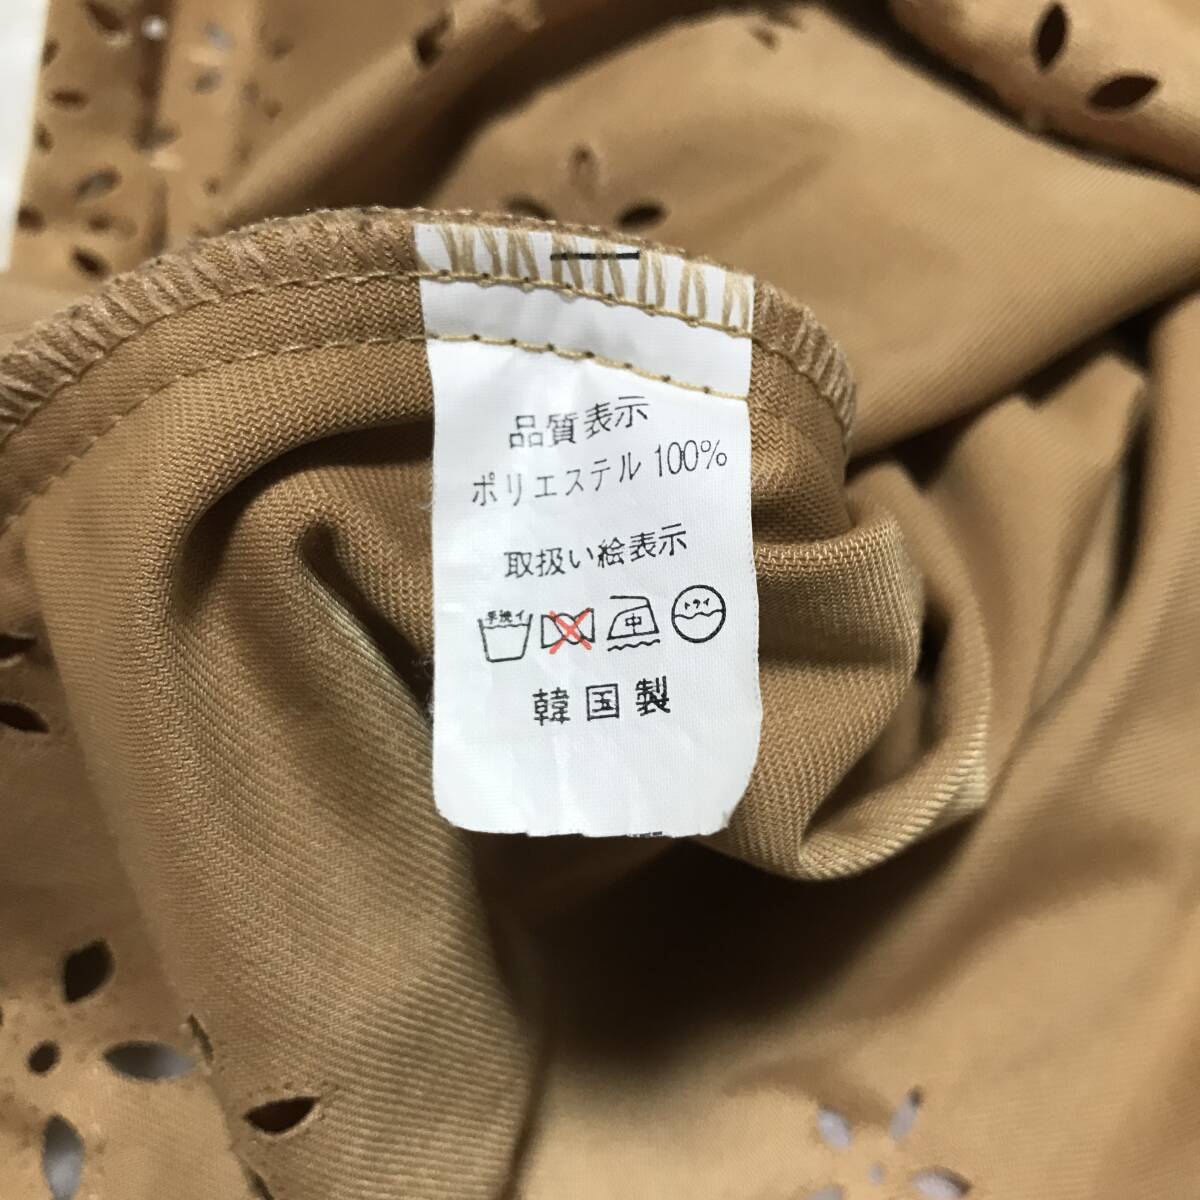 品質表示
ポリエステル 100%
取扱い絵表示
手洗イ 中 ドライ
韓国製